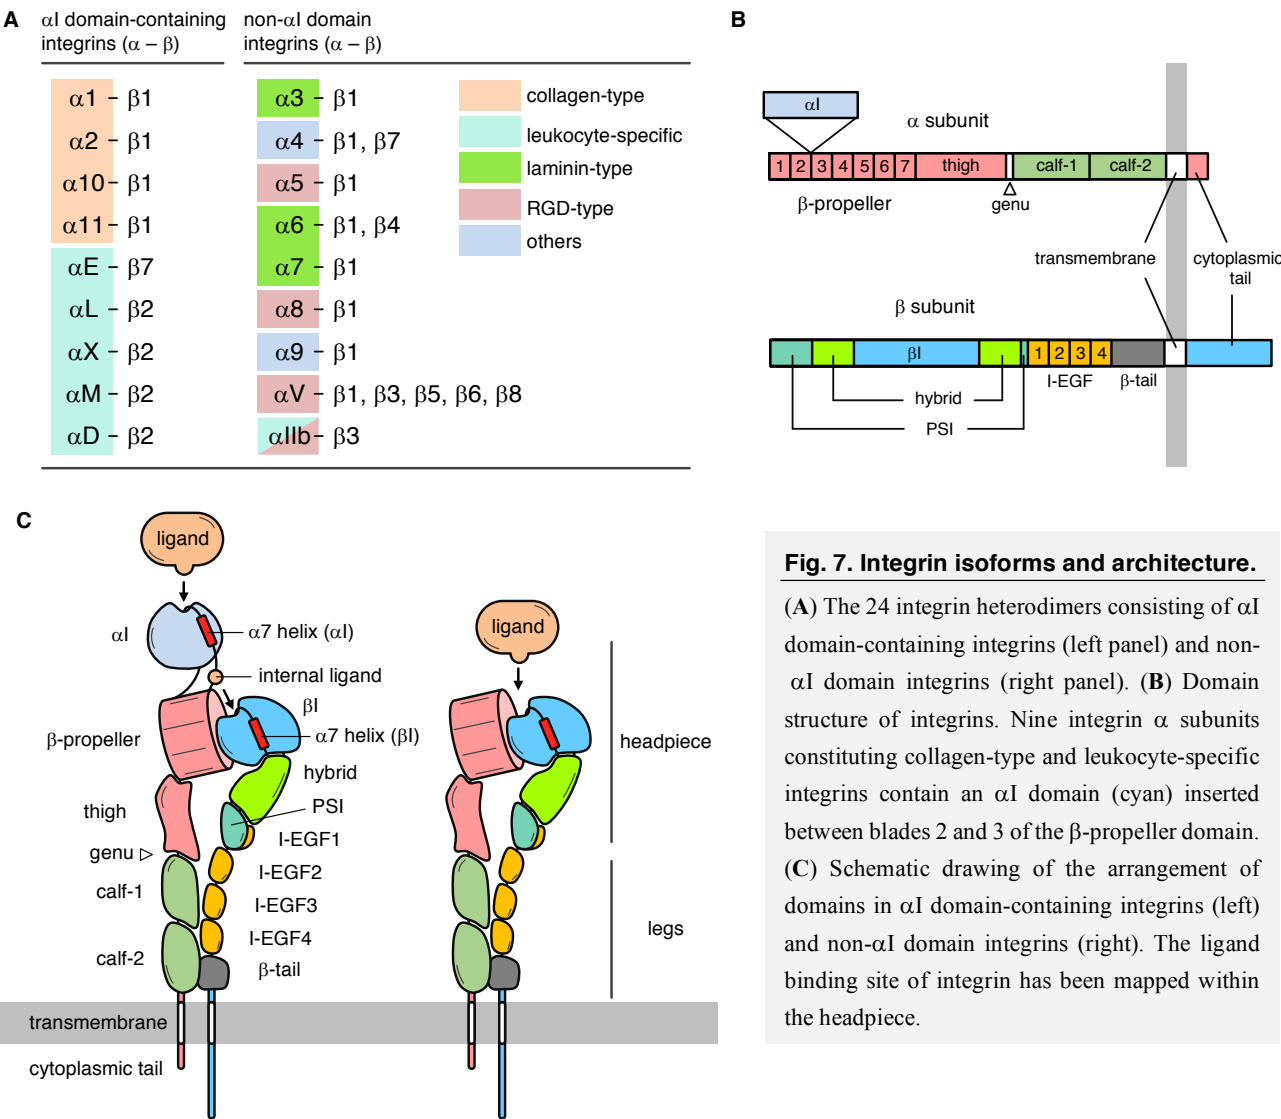 A
αI domain-containing
integrins (α – β)
non-αI domain
integrins (α – β)
α1 - β1
α2 - β1
α10 - β1
α11 - β1
αE - β7
αL - β2
αX - β2
αM - β2
αD - β2
α3 - β1
α4 - β1, β7
α5 - β1
α6 - β1, β4
α7 - β1
α8 - β1
α9 - β1
αV - β1, β3, β5, β6, β8
αIIb - β3
collagen-type
leukocyte-specific
laminin-type
RGD-type
others
B
αI
α subunit
1 2 3 4 5 6 7 thigh calf-1 calf-2
β-propeller
genu
transmembrane
cytoplasmic
tail
β subunit
βI 1 2 3 4
I-EGF β-tail
hybrid
PSI
C
ligand
αI
α7 helix (αI)
internal ligand
βI
β-propeller
α7 helix (βI)
hybrid
thigh
PSI
I-EGF1
genu
I-EGF2
calf-1
I-EGF3
I-EGF4
calf-2
β-tail
transmembrane
cytoplasmic tail
ligand
headpiece
legs
Fig. 7. Integrin isoforms and architecture.
(A) The 24 integrin heterodimers consisting of αI
domain-containing integrins (left panel) and non-
αI domain integrins (right panel). (B) Domain
structure of integrins. Nine integrin α subunits
constituting collagen-type and leukocyte-specific
integrins contain an αI domain (cyan) inserted
between blades 2 and 3 of the β-propeller domain.
(C) Schematic drawing of the arrangement of
domains in αI domain-containing integrins (left)
and non-αI domain integrins (right). The ligand
binding site of integrin has been mapped within
the headpiece.